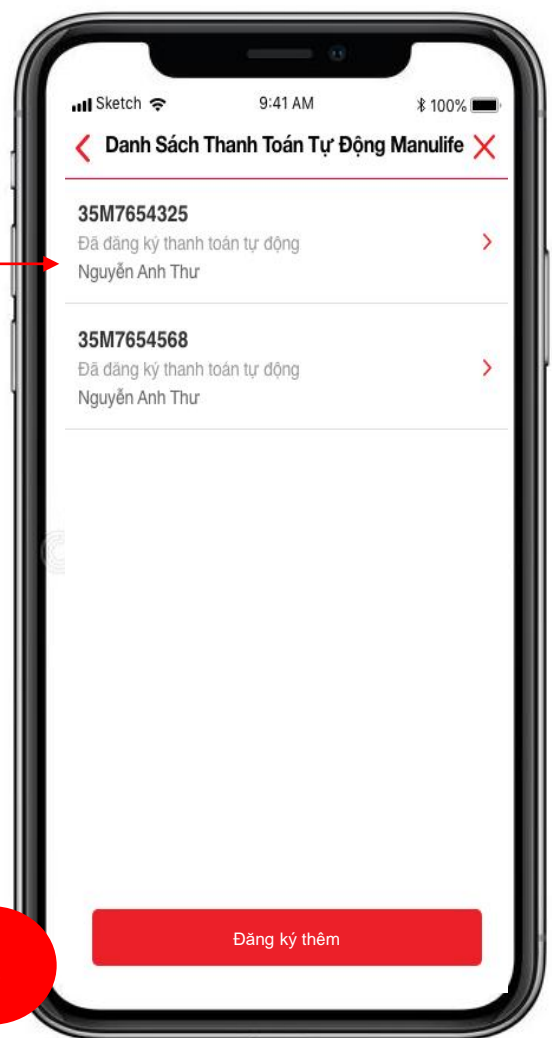 Sketch 9:41 AM 100%
Danh Sách Thanh Toán Tự Động Manulife
35M7654325
Đã đăng ký thanh toán tự động
Nguyễn Anh Thư
35M7654568
Đã đăng ký thanh toán tự động
Nguyễn Anh Thư
Đăng ký thêm